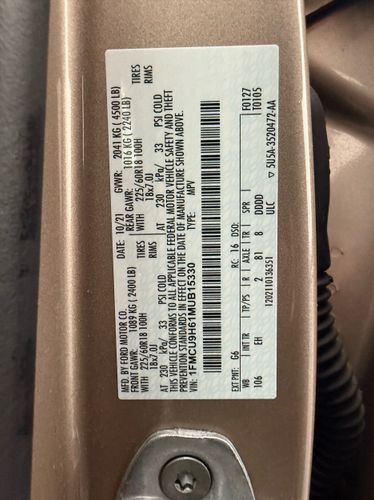 MFD. BY FORD MOTOR CO.
DATE: 10/21 GVWR: 2041 KG ( 4500 LB)
FRONT GAWR: 1089 KG ( 2400 LB) REAR GAWR: 1016 KG ( 2240 LB)
WITH 225/60R18 100H TIRES WITH 225/60R18 100H TIRES
18x7.0J RIMS 18x7.0J RIMS
AT 230 kPa/ 33 PSI COLD AT 230 kPa/ 33 PSI COLD
THIS VEHICLE CONFORMS TO ALL APPLICABLE FEDERAL MOTOR VEHICLE SAFETY AND THEFT
PREVENTION STANDARDS IN EFFECT ON THE DATE OF MANUFACTURE SHOWN ABOVE.
VIN: 1FMCU9H61MUB15330
TYPE: MPV
F0127
T0105
EXT PNT: G6 RC: 16 DSO:
WB BRK INT TR TP/PS R AXLE TR SPR
106 EH 2 B1 8 DDDD
ULC
1202110136351
▽ 5U5A-3520472-AA